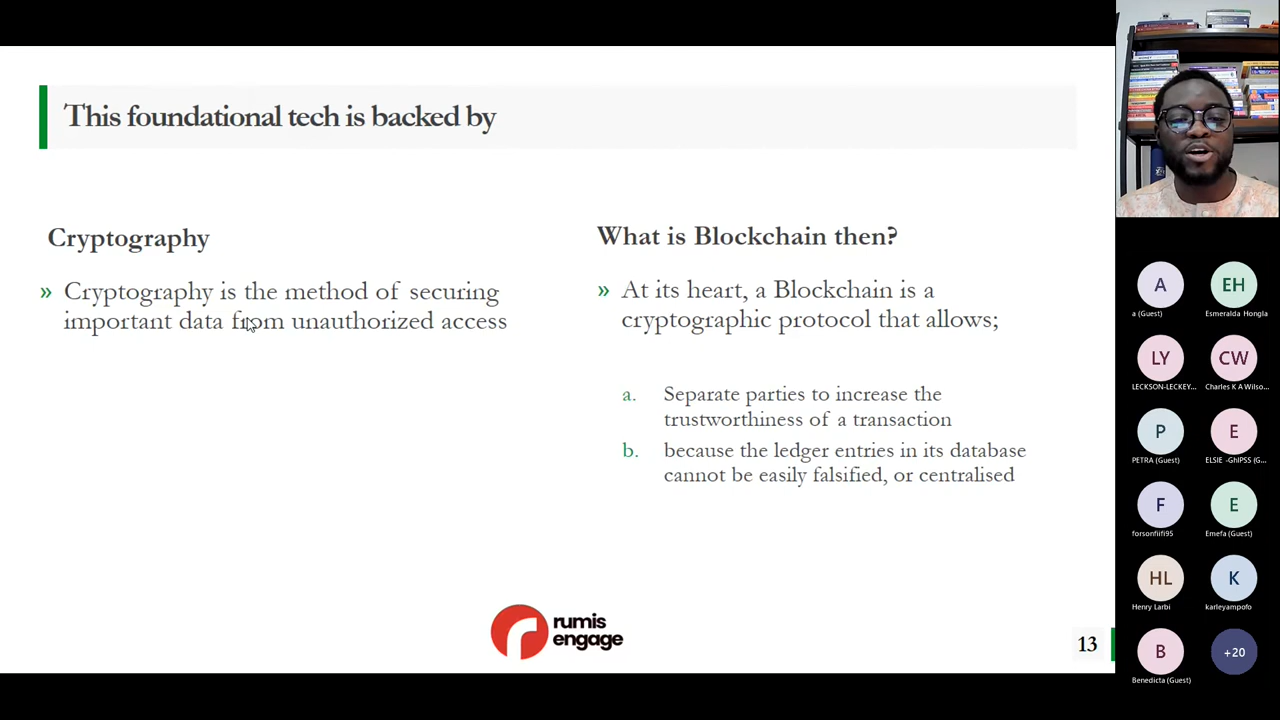 This foundational tech is backed by
Cryptography
» Cryptography is the method of securing
important data from unauthorized access
What is Blockchain then?
» At its heart, a Blockchain is a
cryptographic protocol that allows;
a. Separate parties to increase the
trustworthiness of a transaction
b. because the ledger entries in its database
cannot be easily falsified, or centralised
rumis
engage
13
A
a (Guest)
EH
Esmeralda Hongla
LY
LECKSON-LECKEY...
CW
Charles K A Wilso...
P
PETRA (Guest)
E
ELSIE -GhIPSS (G...
F
forsonfiifi95
E
Emefa (Guest)
HL
Henry Larbi
K
karleyampofo
B
Benedicta (Guest)
+20